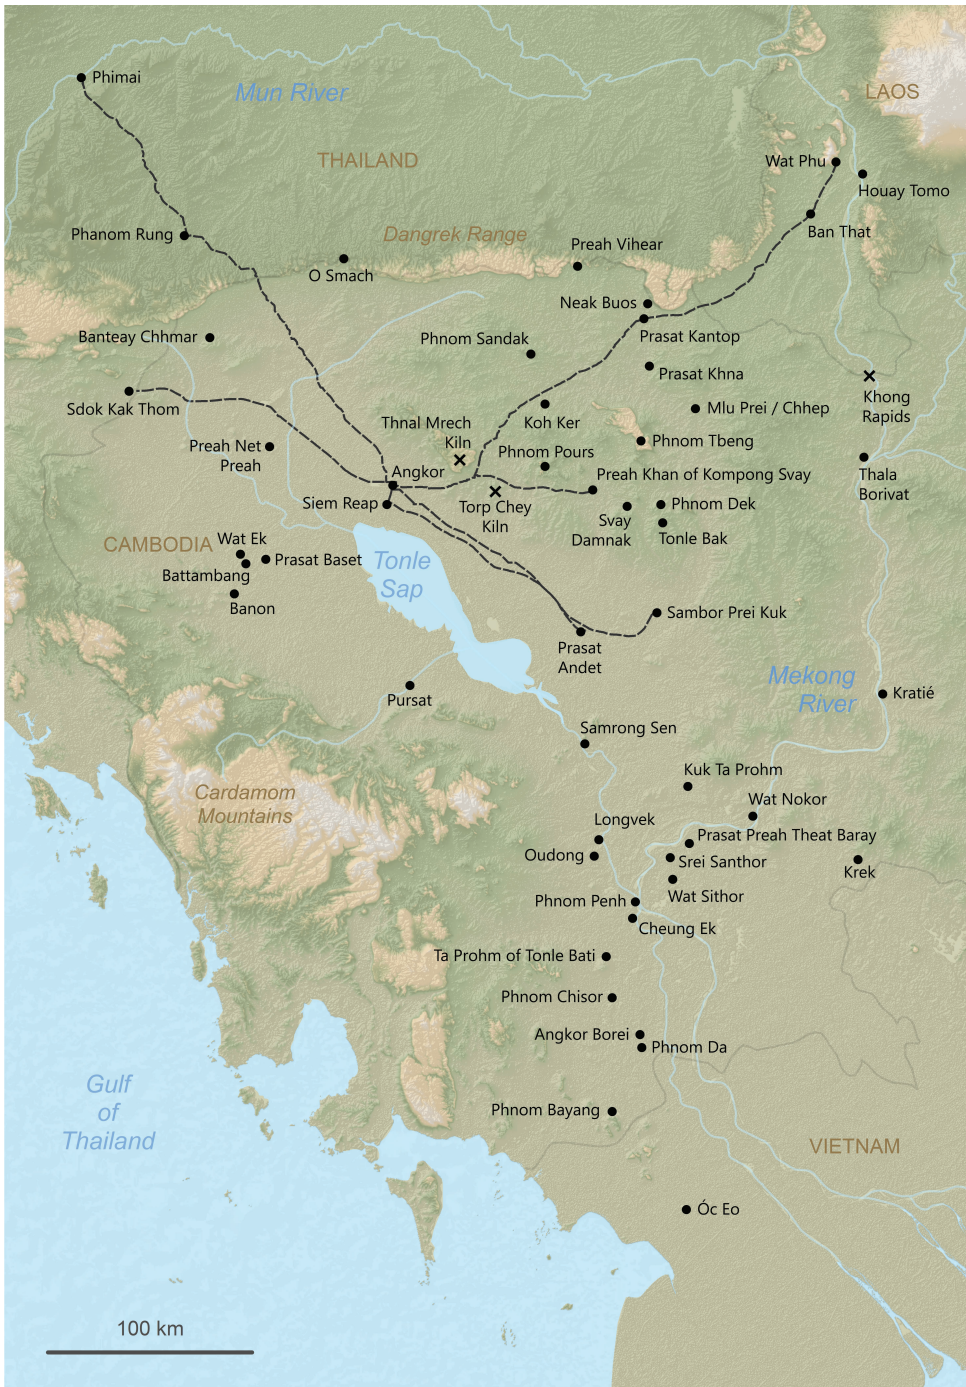 Phimai
Mun River
LAOS
THAILAND
Wat Phu
Houay Tomo
Phanom Rung
Dangrek Range
Ban That
Preah Vihear
O Smach
Neak Buos
Banteay Chhmar
Phnom Sandak
Prasat Kantop
Prasat Khna
Sdok Kak Thom
Khong
Rapids
Mlu Prei / Chhep
Thnal Mrech
Kiln
Koh Ker
Preah Net
Preah
Phnom Tbeng
Phnom Pours
Angkor
Preah Khan of Kompong Svay
Thala
Borivat
Siem Reap
Torp Chey
Kiln
Svay
Damnak
Phnom Dek
Tonle Bak
CAMBODIA
Wat Ek
Prasat Baset
Battambang
Banon
Tonle
Sap
Sambor Prei Kuk
Prasat
Andet
Mekong
River
Pursat
Kratié
Samrong Sen
Kuk Ta Prohm
Cardamom
Mountains
Wat Nokor
Longvek
Prasat Preah Theat Baray
Oudong
Srei Santhor
Krek
Wat Sithor
Phnom Penh
Cheung Ek
Ta Prohm of Tonle Bati
Phnom Chisor
Angkor Borei
Phnom Da
Gulf
of
Thailand
Phnom Bayang
VIETNAM
Óc Eo
100 km